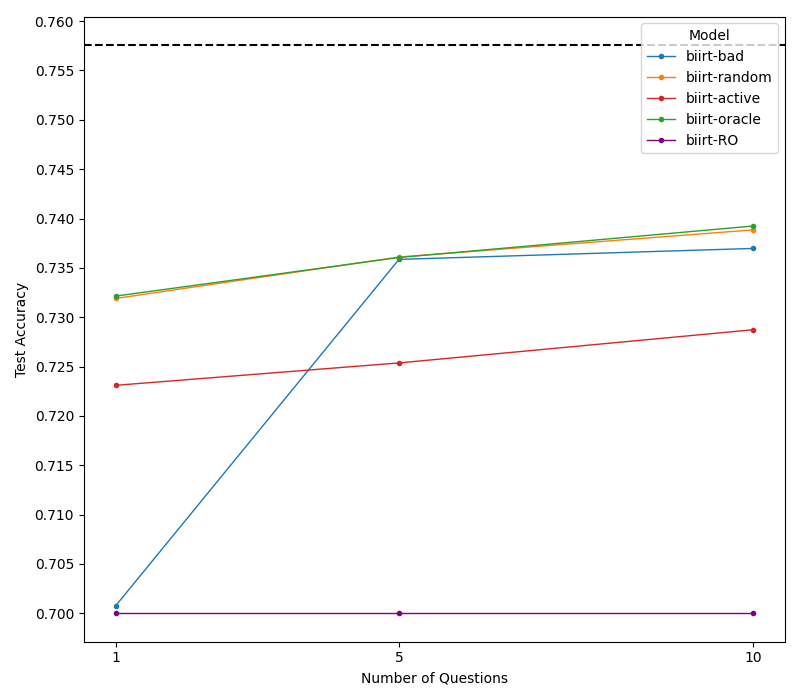 0.760
0.755
0.750
0.745
0.740
0.735
0.730
0.725
0.720
0.715
0.710
0.705
0.700
Test Accuracy
Model
biirt-bad
biirt-random
biirt-active
biirt-oracle
biirt-RO
1
5
10
Number of Questions